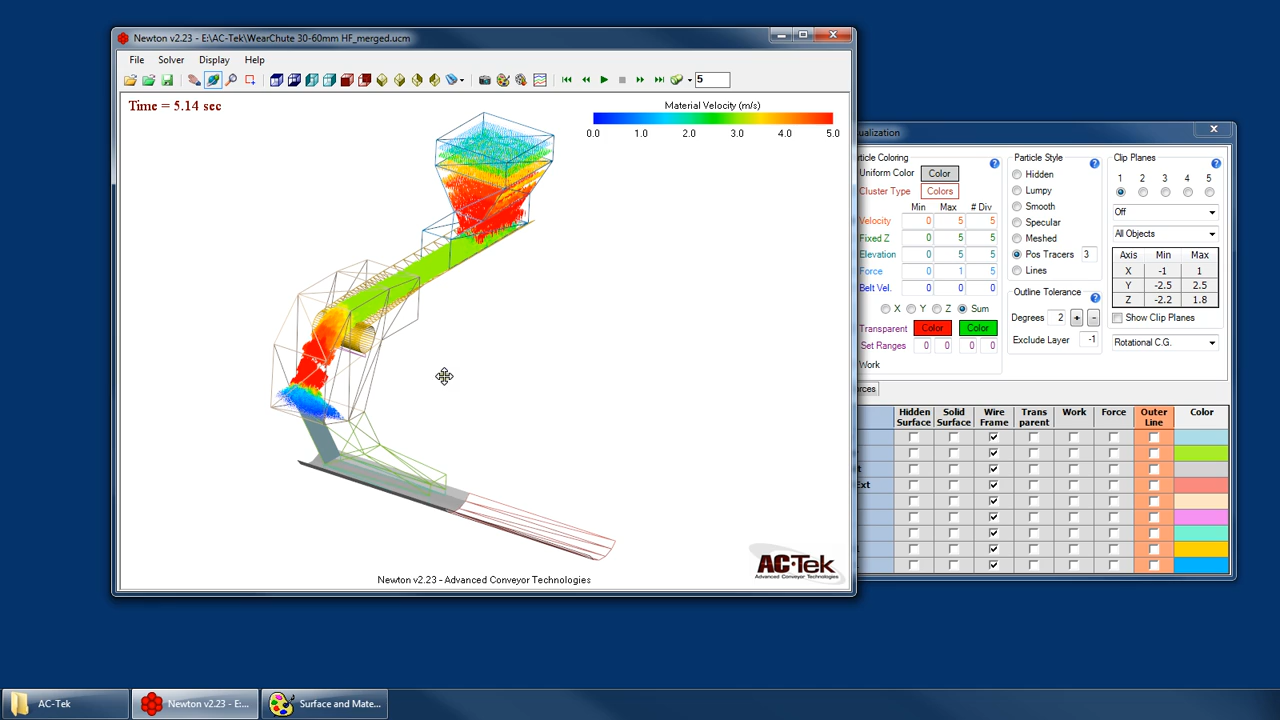 Newton v2.23 - E:\AC-Tek\WearChute 30-60mm HF_merged.ucm
File Solver Display Help
5
Time = 5.14 sec
Material Velocity (m/s)
0.0 1.0 2.0 3.0 4.0 5.0
AC-Tek
Advanced Conveyor Technologies
Newton v2.23 - Advanced Conveyor Technologies
ualization
rticle Coloring
Uniform Color Color
Cluster Type Colors
Min Max # Div
Velocity 0 5 5
Fixed Z 0 5 5
Elevation 0 5 5
Force 0 1 5
Belt Vel. 0 0 0
X Y Z Sum
Transparent Color Color
Set Ranges 0 0 0 0
Work
Particle Style
Hidden
Lumpy
Smooth
Specular
Meshed
Pos Tracers 3
Lines
Outline Tolerance
Degrees 2 + -
Exclude Layer -1
Clip Planes
1 2 3 4 5
Off
All Objects
Axis Min Max
X -1 1
Y -2.5 2.5
Z -2.2 1.8
Show Clip Planes
Rotational C.G.
orces
Hidden Surface Solid Surface Wire Frame Trans parent Work Force Outer Line Color
t
Ext
AC-Tek
Newton v2.23 - E:...
Surface and Mate...